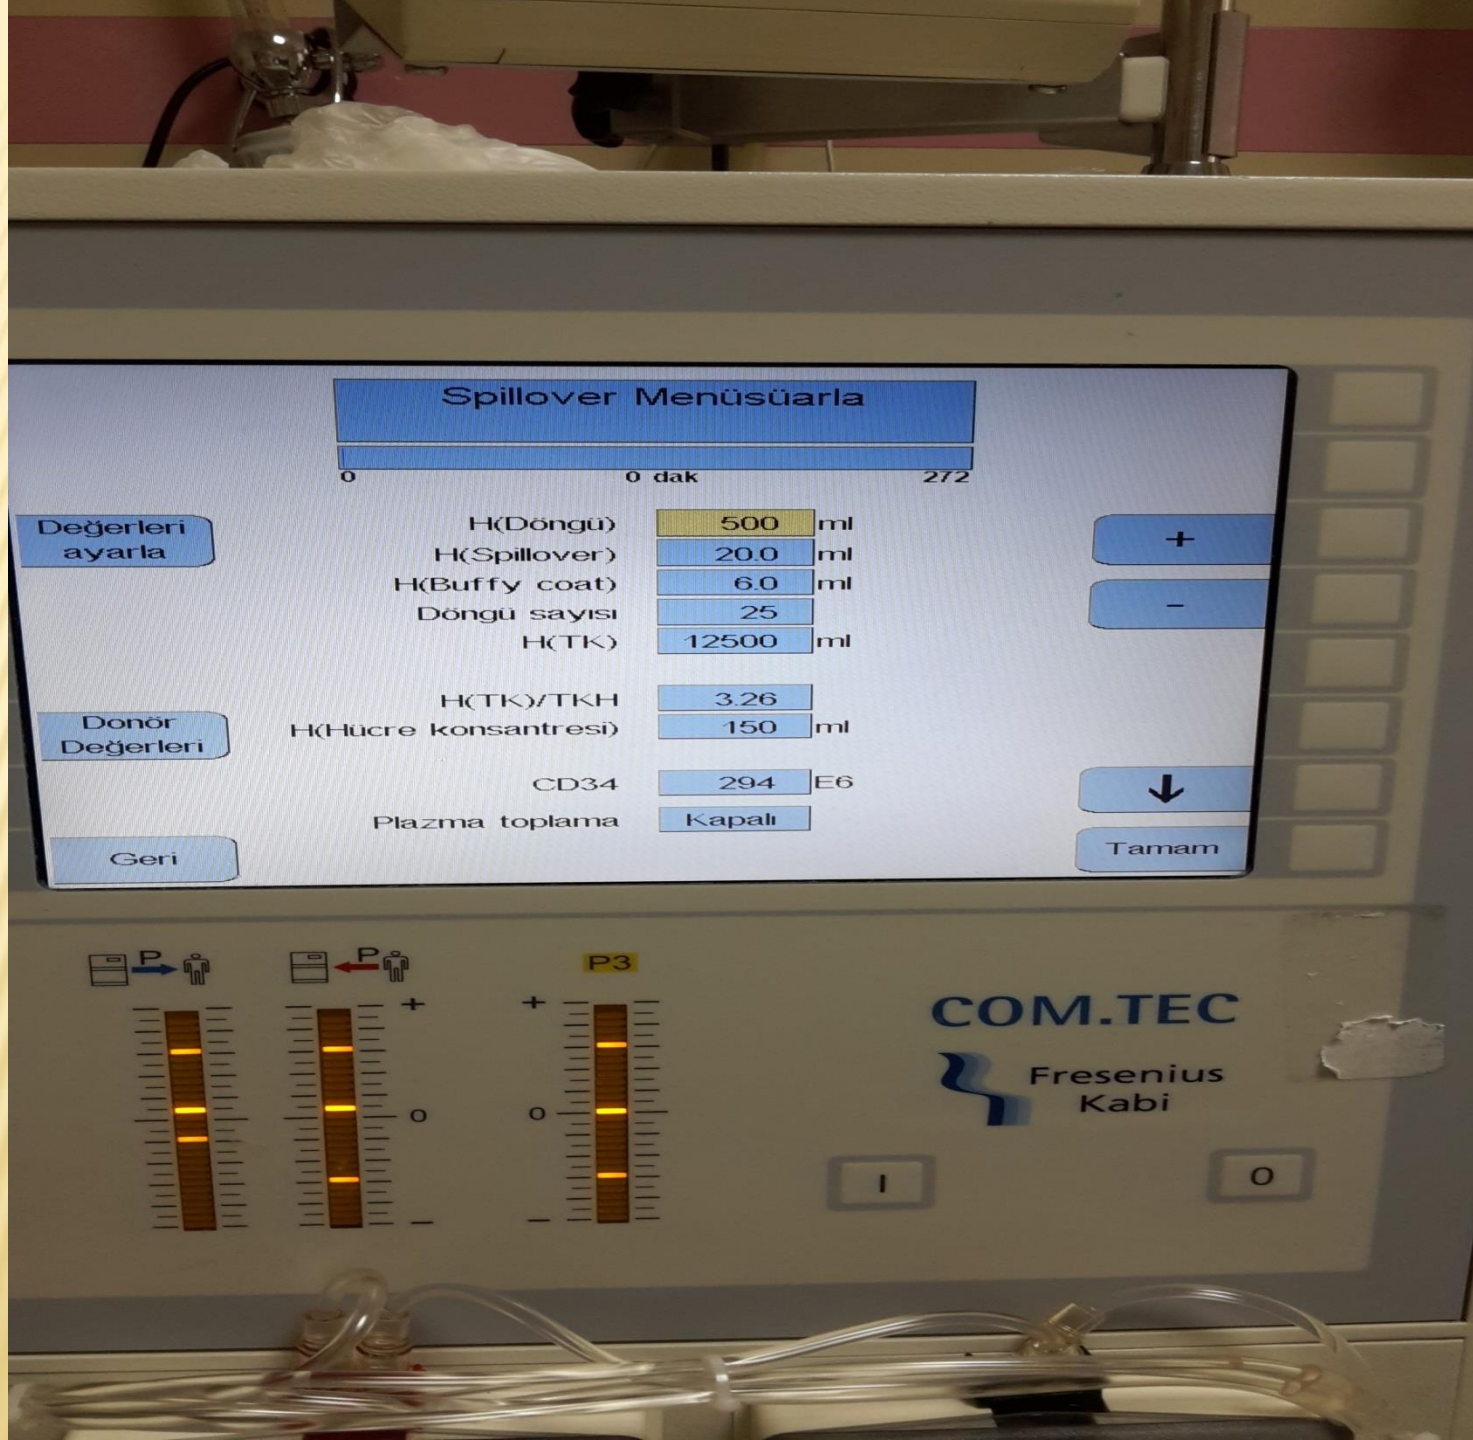 Spillover Menüsüarla
0 0 dak 272
Değerleri
ayarla
H(Döngü) 500 ml
H(Spillover) 20.0 ml
H(Buffy coat) 6.0 ml
Döngü sayısı 25
H(TK) 12500 ml
H(TK)/TKH 3.26
H(Hücre konsantresi) 150 ml
CD34 294 E6
Plazma toplama Kapalı
Donör
Değerleri
Geri
+
-
↓
Tamam
P P P3
+ +
0 0
- -
COM.TEC
Fresenius
Kabi
I 0